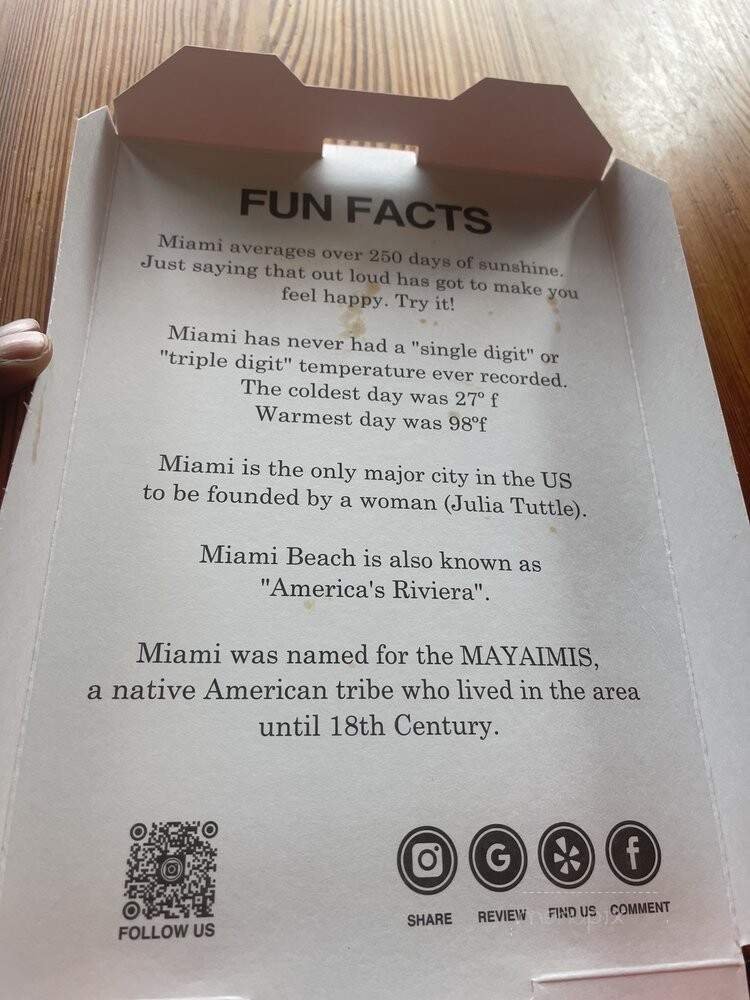 FUN FACTS
Miami averages over 250 days of sunshine.
Just saying that out loud has got to make you
feel happy. Try it!
Miami has never had a "single digit" or
"triple digit" temperature ever recorded.
The coldest day was 27º f
Warmest day was 98ºf
Miami is the only major city in the US
to be founded by a woman (Julia Tuttle).
Miami Beach is also known as
"America's Riviera".
Miami was named for the MAYAIMIS,
a native American tribe who lived in the area
until 18th Century.
FOLLOW US
SHARE REVIEW FIND US COMMENT